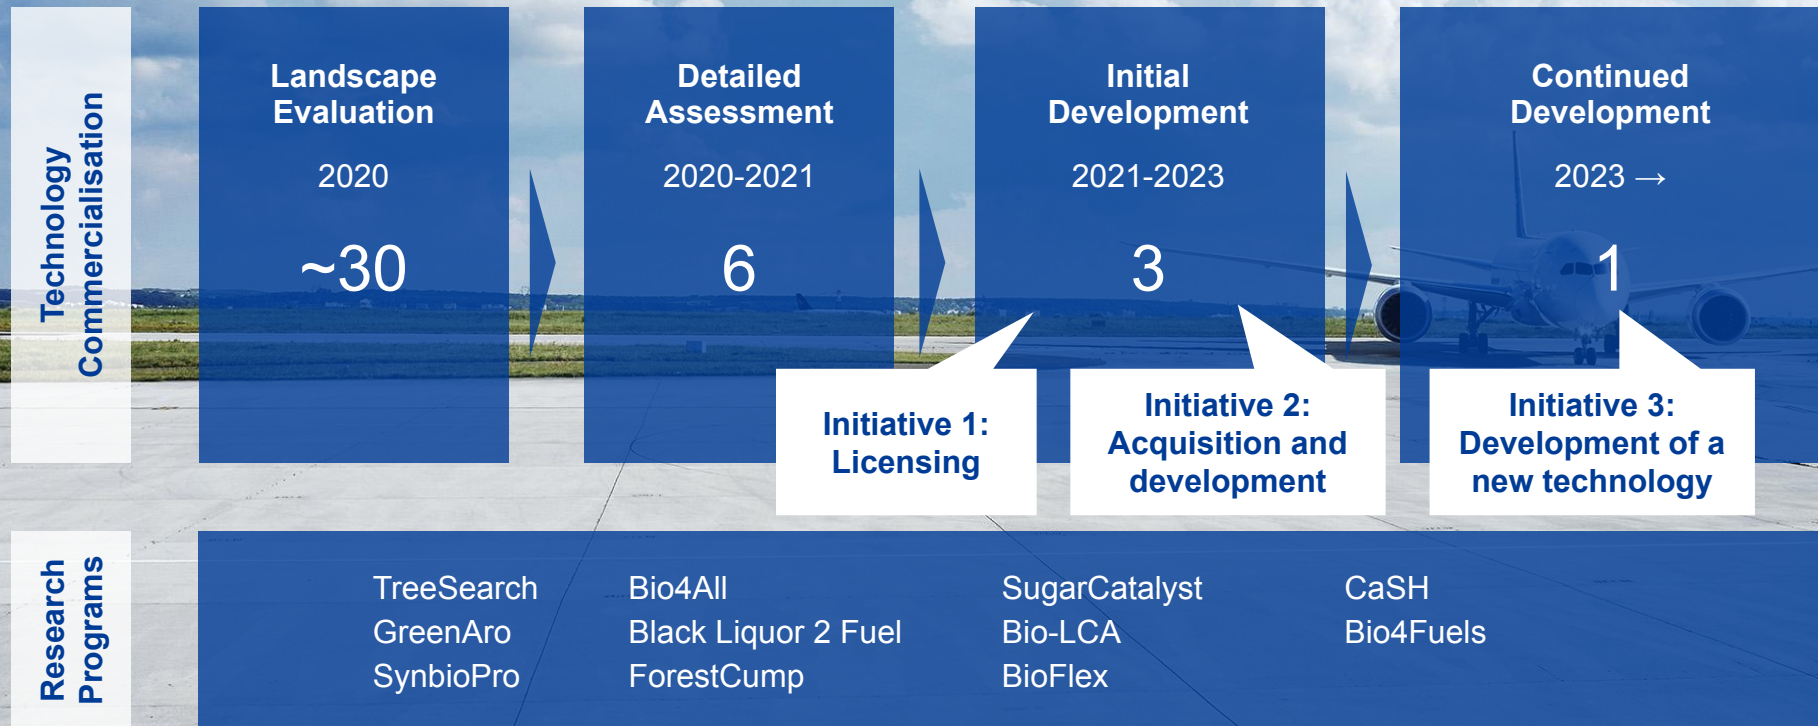 Technology
Commercialisation
Landscape
Evaluation
2020
~30
Detailed
Assessment
2020-2021
6
Initial
Development
2021-2023
3
Continued
Development
2023 →
1
Initiative 1:
Licensing
Initiative 2:
Acquisition and
development
Initiative 3:
Development of a
new technology
Research
Programs
TreeSearch
GreenAro
SynbioPro
Bio4All
Black Liquor 2 Fuel
ForestCump
SugarCatalyst
Bio-LCA
BioFlex
CaSH
Bio4Fuels